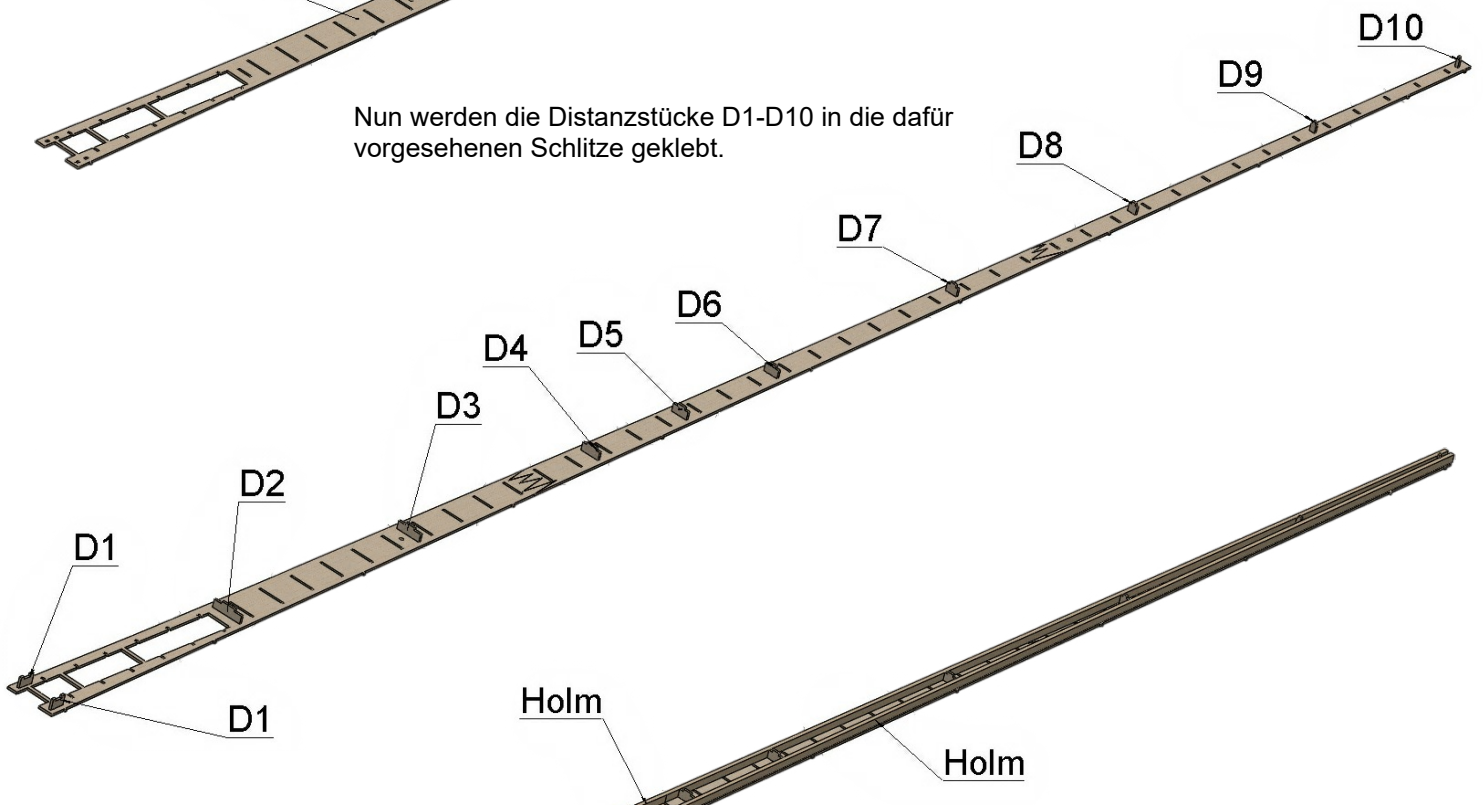 D10
D9
Nun werden die Distanzstücke D1-D10 in die dafür
vorgesehenen Schlitze geklebt.
D8
D7
D6
D5
D4
D3
D2
D1
D1
Holm
Holm